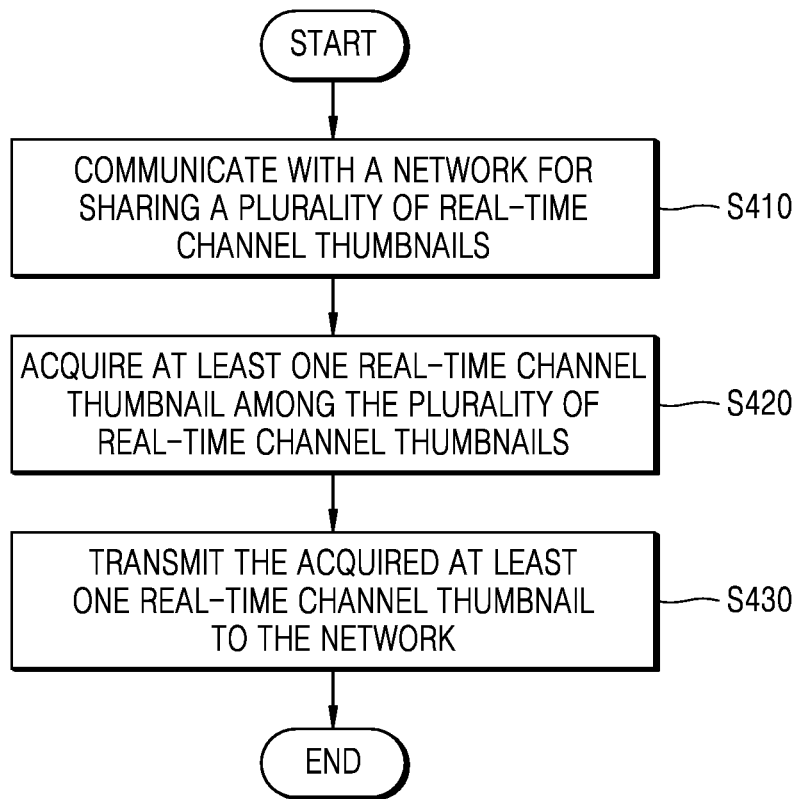 START
COMMUNICATE WITH A NETWORK FOR
SHARING A PLURALITY OF REAL-TIME
CHANNEL THUMBNAILS
S410
ACQUIRE AT LEAST ONE REAL-TIME CHANNEL
THUMBNAIL AMONG THE PLURALITY OF
REAL-TIME CHANNEL THUMBNAILS
S420
TRANSMIT THE ACQUIRED AT LEAST
ONE REAL-TIME CHANNEL THUMBNAIL
TO THE NETWORK
S430
END